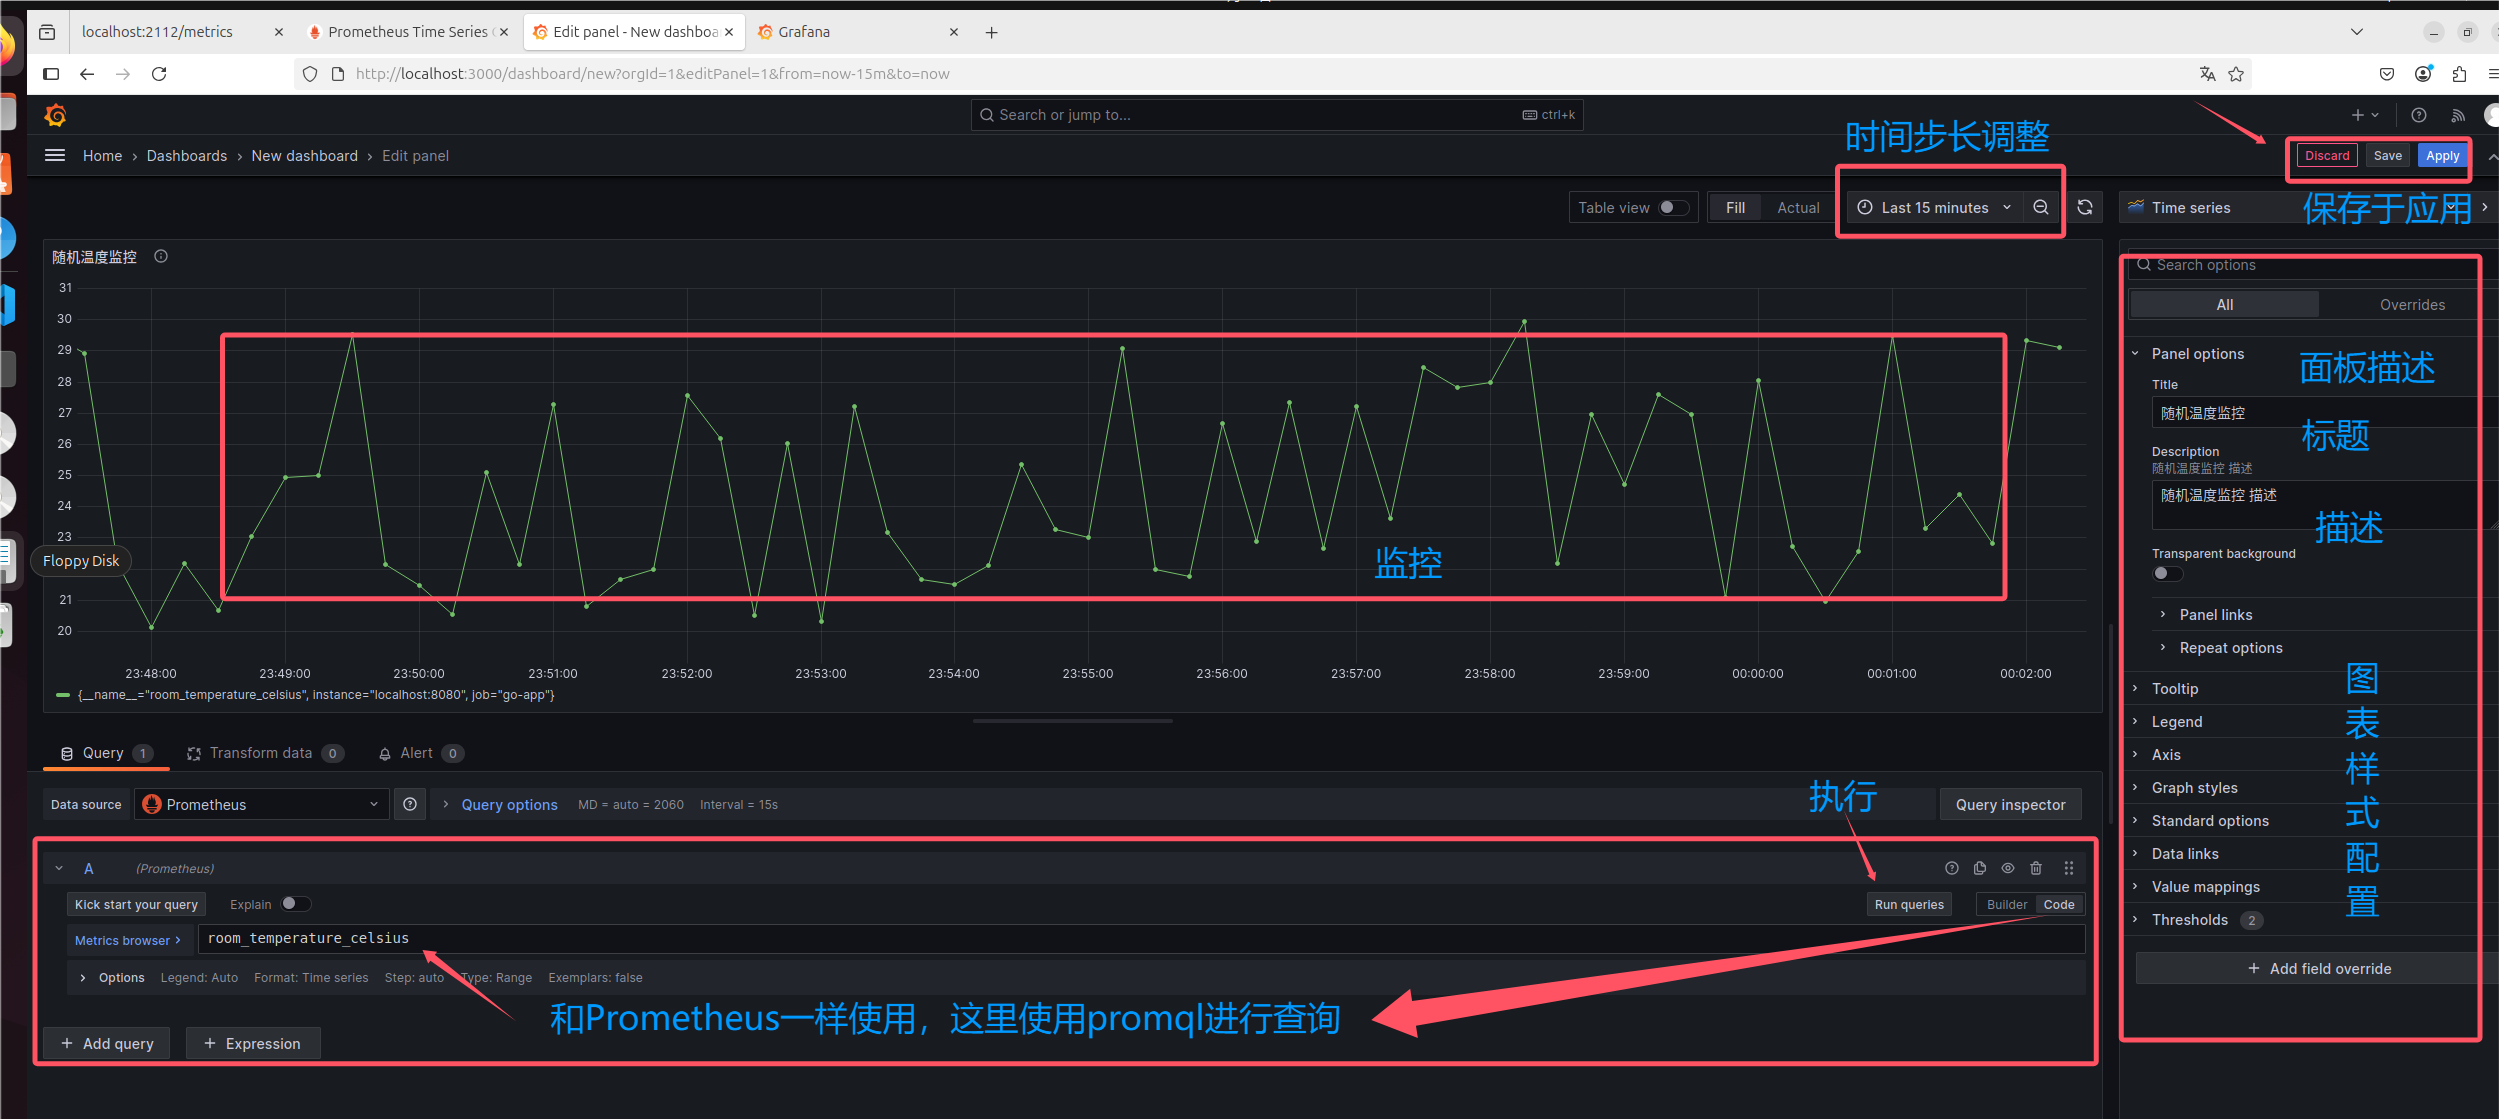 localhost:2112/metrics
Prometheus Time Series
Edit panel - New dashboa
Grafana
http://localhost:3000/dashboard/new?orgId=1&editPanel=1&from=now-15m&to=now
Search or jump to...
ctrl+k
Home › Dashboards › New dashboard › Edit panel
时间步长调整
Discard
Save
Apply
保存于应用
Table view
Fill
Actual
Last 15 minutes
Time series
随机温度监控
31
30
29
28
27
26
25
24
23
21
20
Floppy Disk
监控
23:48:00
23:49:00
23:50:00
23:51:00
23:52:00
23:53:00
23:54:00
23:55:00
23:56:00
23:57:00
23:58:00
23:59:00
00:00:00
00:01:00
00:02:00
{__name__="room_temperature_celsius", instance="localhost:8080", job="go-app"}
Query 1
Transform data 0
Alert 0
Data source
Prometheus
Query options
MD = auto = 2060
Interval = 15s
执行
Query inspector
A
(Prometheus)
Kick start your query
Explain
Run queries
Builder
Code
Metrics browser
room_temperature_celsius
Options
Legend: Auto
Format: Time series
Step: auto
Type: Range
Exemplars: false
和Prometheus一样使用，这里使用promql进行查询
+ Add query
+ Expression
Search options
All
Overrides
Panel options
面板描述
Title
随机温度监控
标题
Description
随机温度监控 描述
随机温度监控 描述
描述
Transparent background
Panel links
Repeat options
Tooltip
Legend
Axis
Graph styles
Standard options
Data links
Value mappings
Thresholds 2
图
表
样
式
配
置
+ Add field override